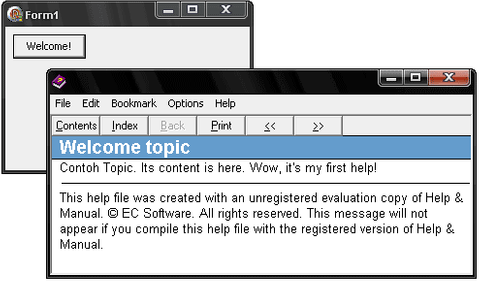 Form1
Welcome!
File Edit Bookmark Options Help
Contents Index Back Print << >>
Welcome topic
Contoh Topic. Its content is here. Wow, it's my first help!
This help file was created with an unregistered evaluation copy of Help &
Manual. © EC Software. All rights reserved. This message will not
appear if you compile this help file with the registered version of Help &
Manual.